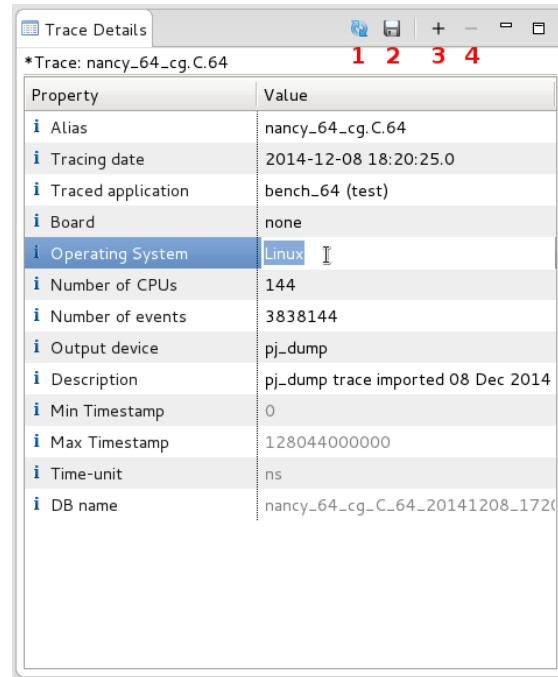 Trace Details
1 2 3 4
*Trace: nancy_64_cg.C.64
Property Value
i Alias nancy_64_cg.C.64
i Tracing date 2014-12-08 18:20:25.0
i Traced application bench_64 (test)
i Board none
i Operating System Linux
i Number of CPUs 144
i Number of events 3838144
i Output device pj_dump
i Description pj_dump trace imported 08 Dec 2014
i Min Timestamp 0
i Max Timestamp 128044000000
i Time-unit ns
i DB name nancy_64_cg_C_64_20141208_1720